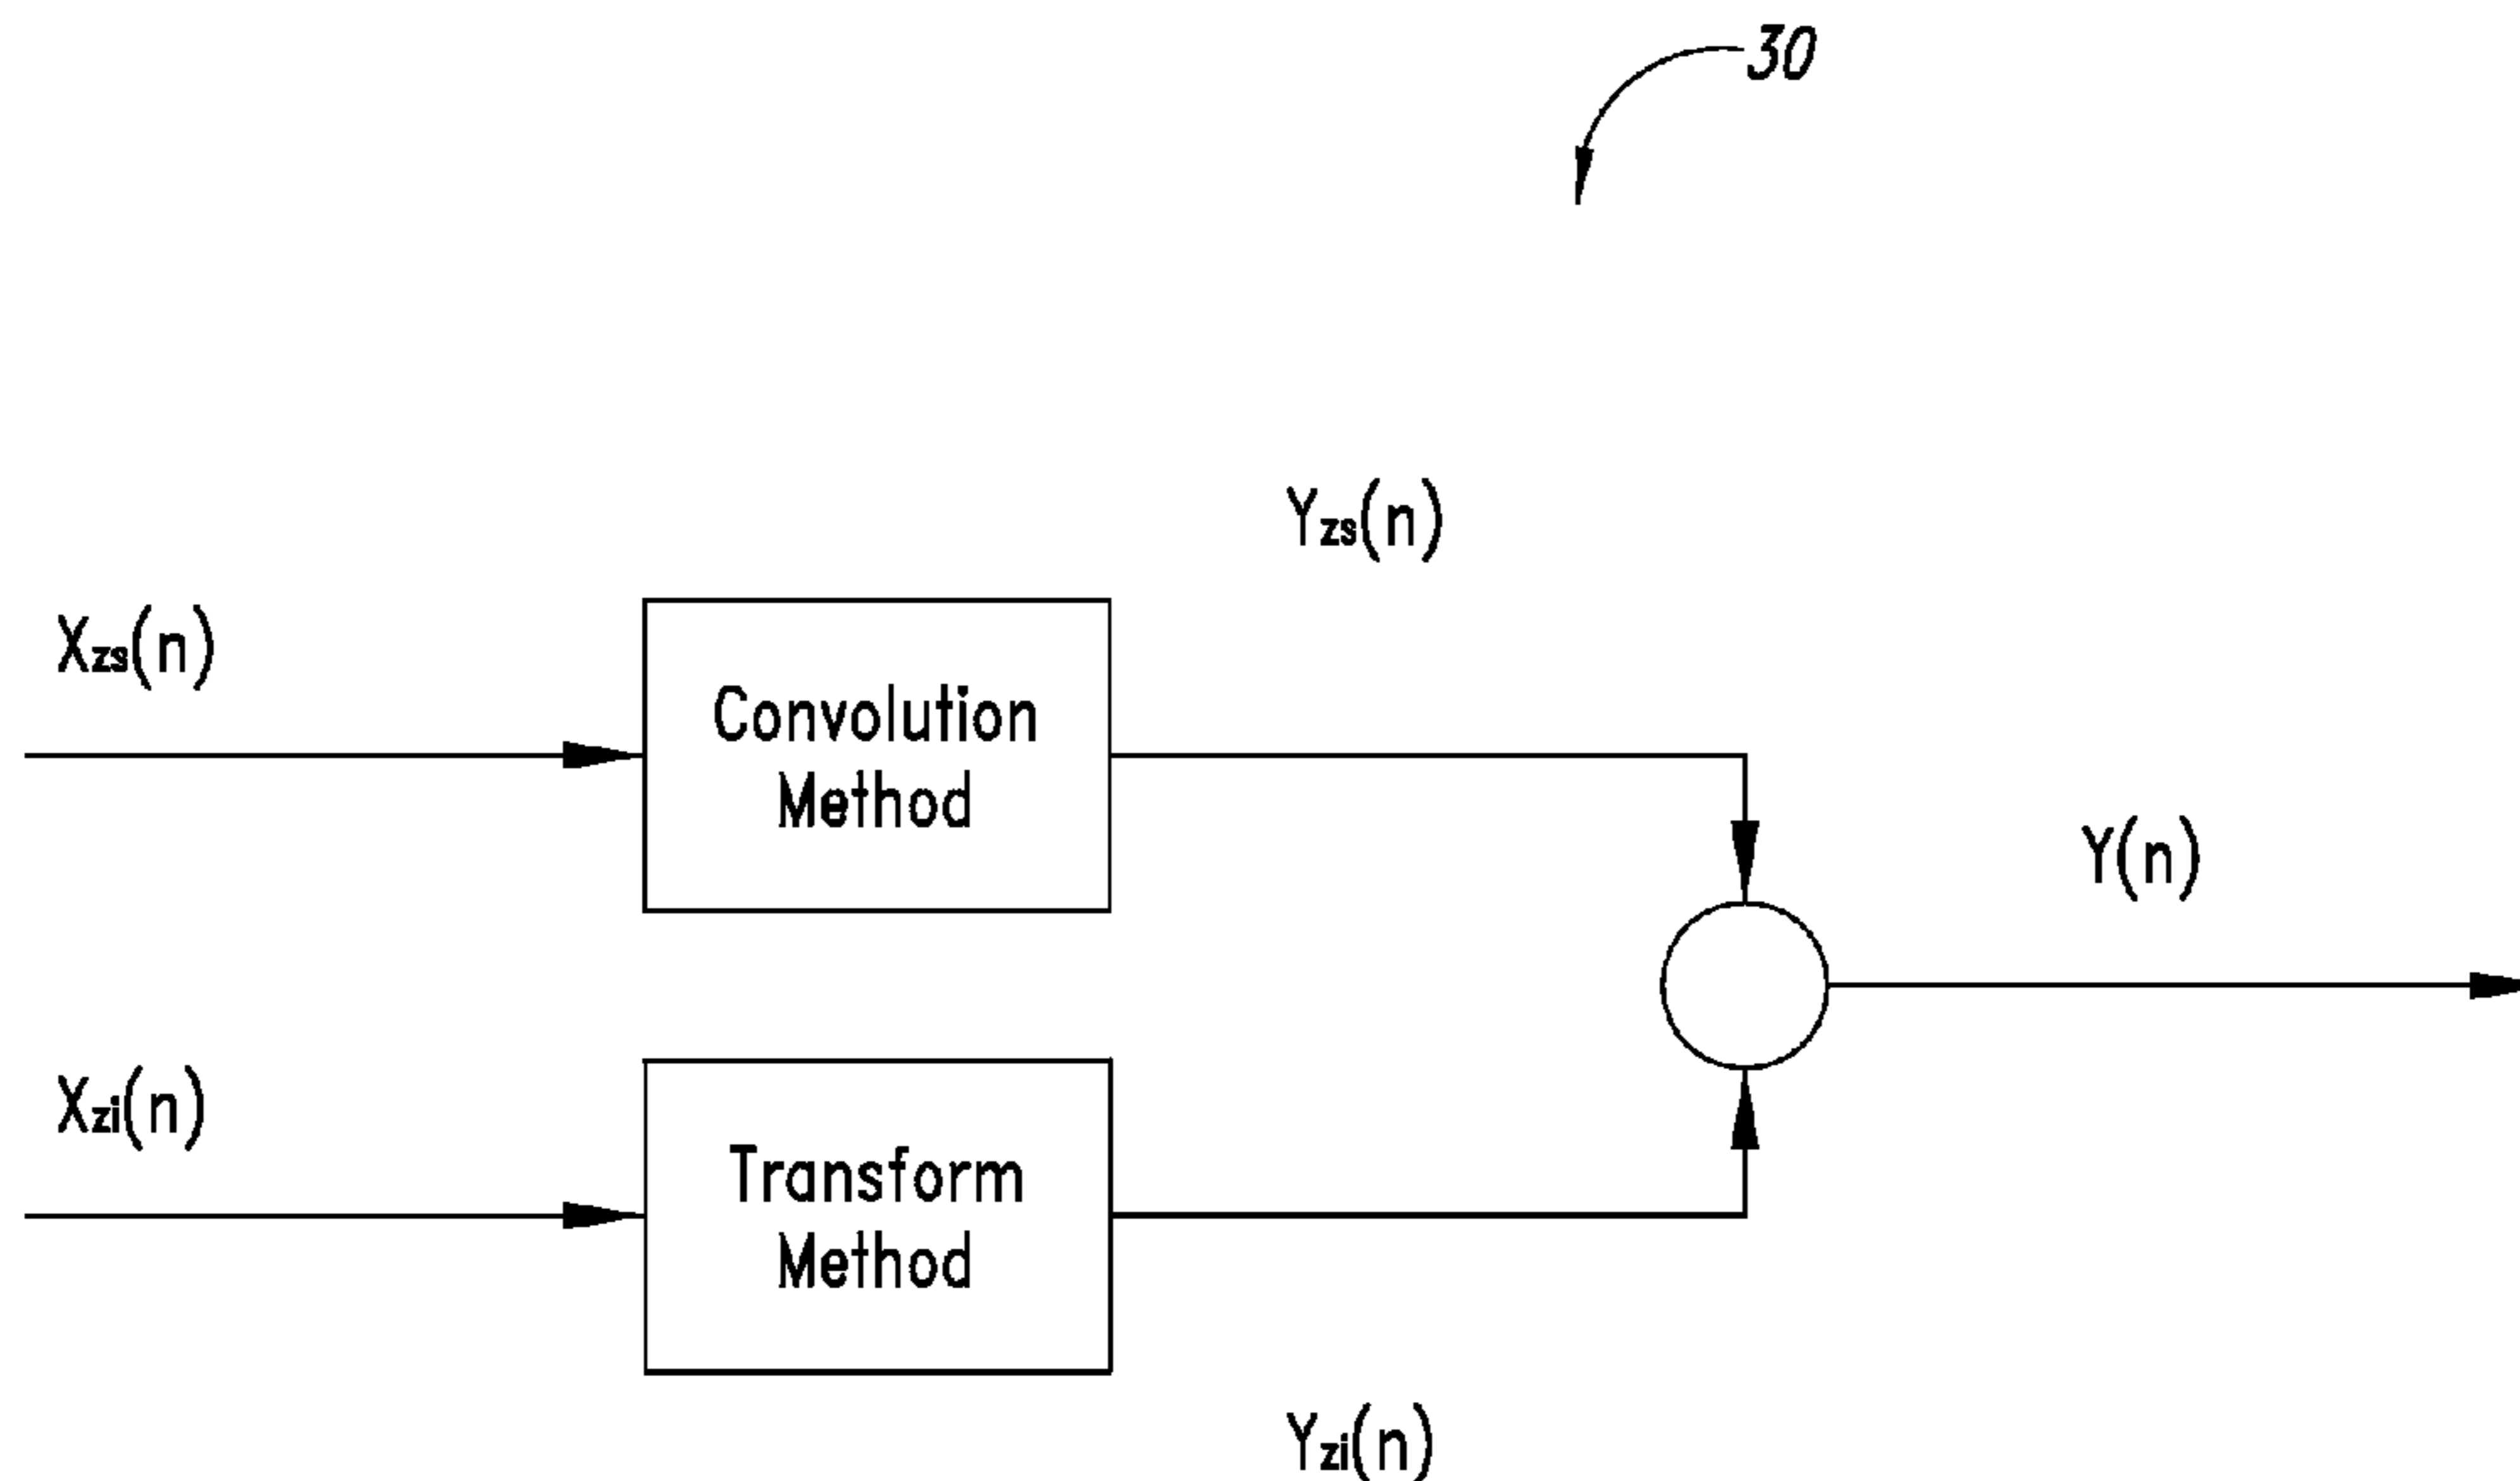 30
Yzs(n)
Xzs(n)
Convolution
Method
Y(n)
Xzi(n)
Transform
Method
Yzi(n)